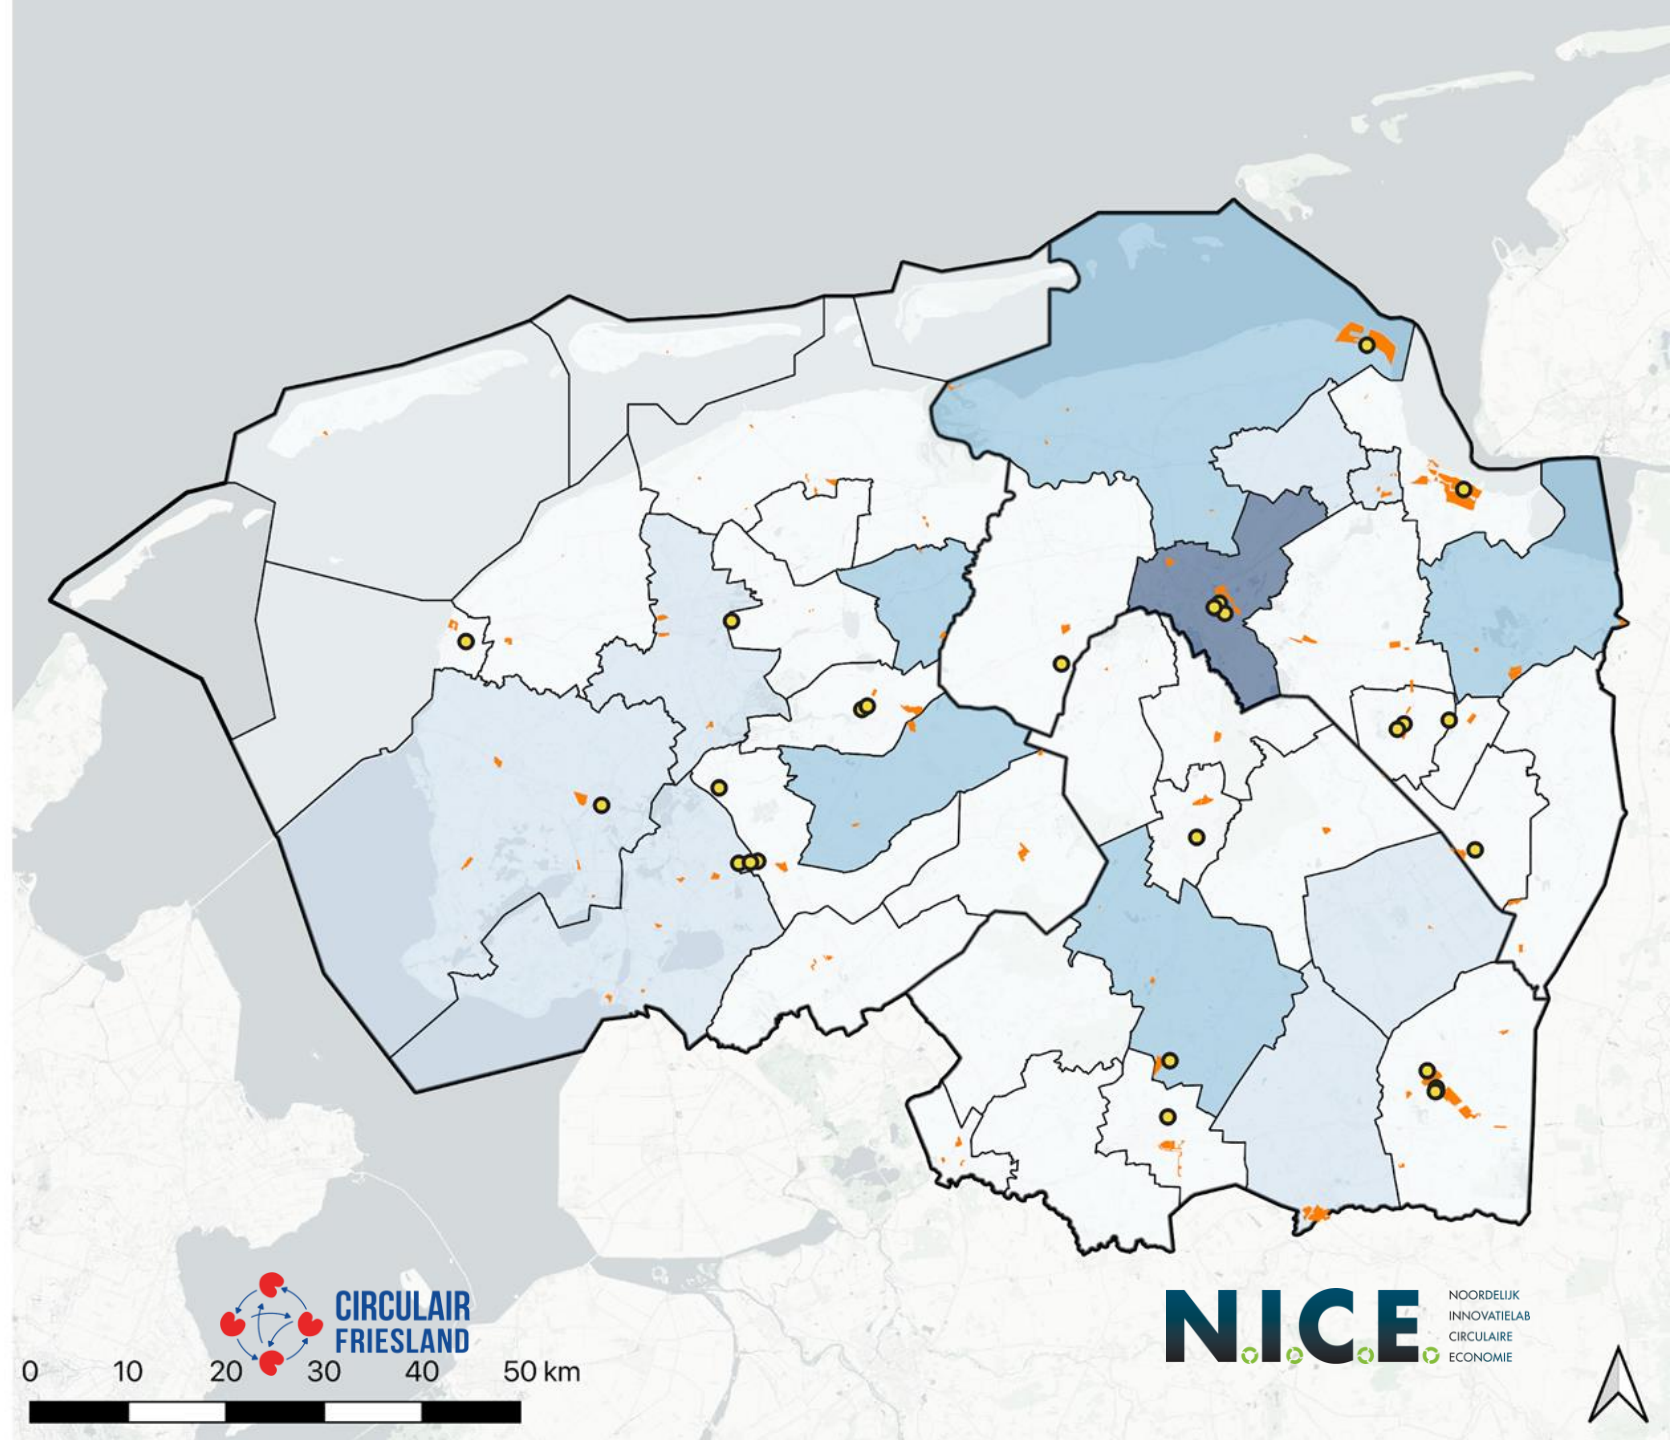 CIRCULAIR
FRIESLAND
0 10 20 30 40 50 km
N.I.C.E.
NOORDELIJK
INNOVATIELAB
CIRCULAIRE
ECONOMIE